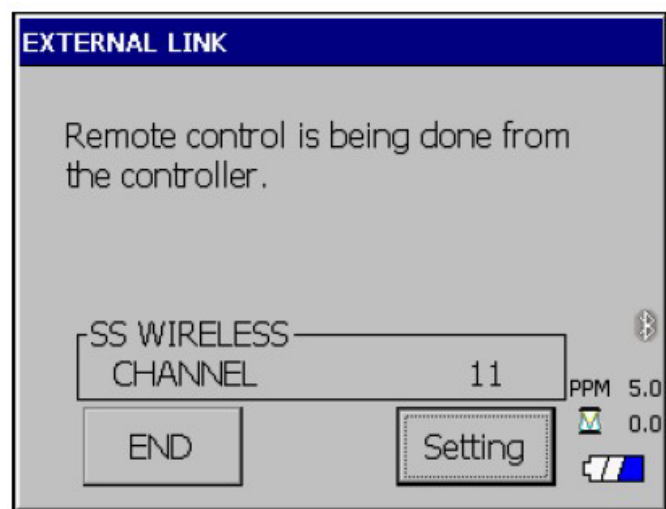 EXTERNAL LINK
Remote control is being done from
the controller.
SS WIRELESS
CHANNEL 11
PPM 5.0
0.0
END
Setting